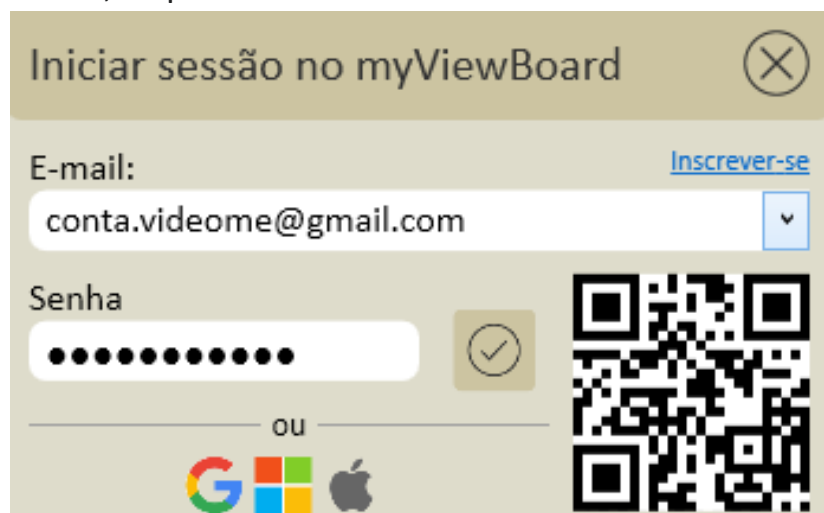 Iniciar sessão no myViewBoard
E-mail:
Inscrever-se
conta.videome@gmail.com
Senha
●●●●●●●●●●●
ou